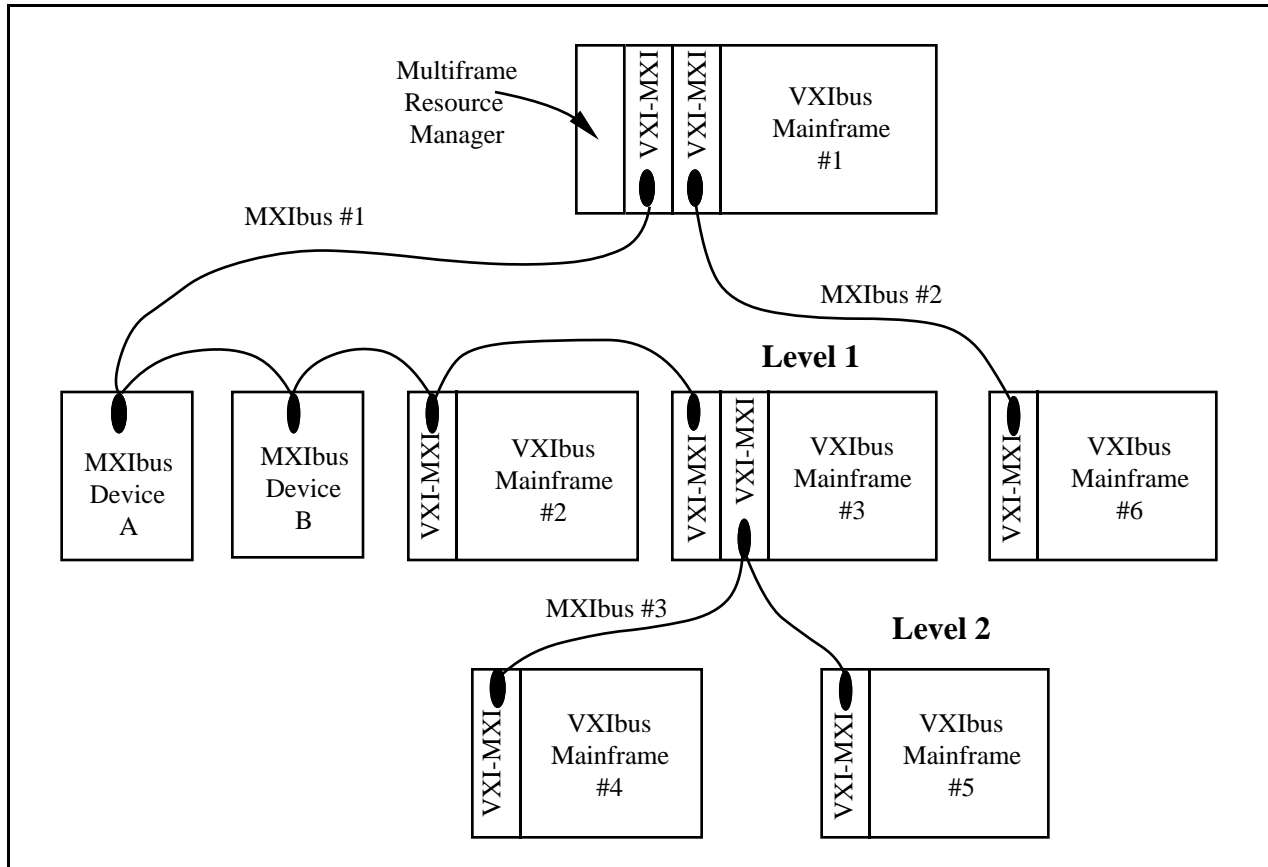 Multiframe
Resource
Manager
VXI-MXI
VXI-MXI
VXIbus
Mainframe
#1
MXIbus #1
MXIbus #2
Level 1
MXIbus
Device
A
MXIbus
Device
B
VXI-MXI
VXIbus
Mainframe
#2
VXI-MXI
VXI-MXI
VXIbus
Mainframe
#3
VXI-MXI
VXIbus
Mainframe
#6
MXIbus #3
Level 2
VXI-MXI
VXIbus
Mainframe
#4
VXI-MXI
VXIbus
Mainframe
#5